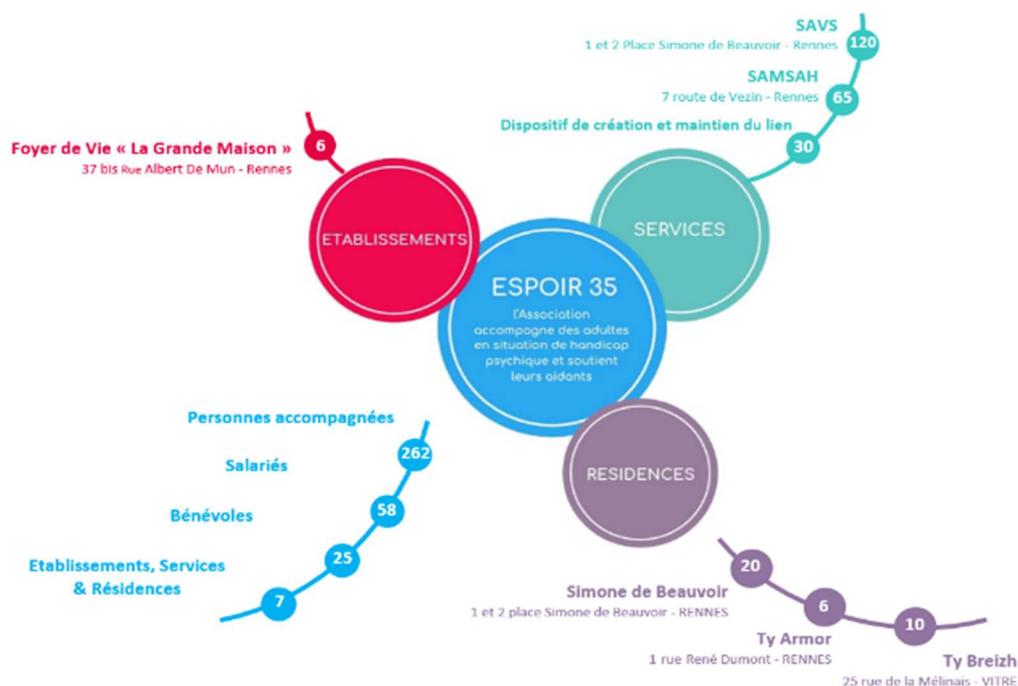 SAVS
1 et 2 Place Simone de Beauvoir - Rennes
120
SAMSAH
7 route de Vezin - Rennes
65
Dispositif de création et maintien du lien
30
Foyer de Vie « La Grande Maison »
37 bis Rue Albert De Mun - Rennes
6
ETABLISSEMENTS
SERVICES
ESPOIR 35
l'Association
accompagne des adultes
en situation de handicap
psychique et soutient
leurs aidants
RESIDENCES
Personnes accompagnées
262
Salariés
58
Bénévoles
25
Etablissements, Services
& Résidences
7
20
Simone de Beauvoir
1 et 2 place Simone de Beauvoir - RENNES
6
Ty Armor
1 rue René Dumont - RENNES
10
Ty Breizh
25 rue de la Mélinais - VITRE